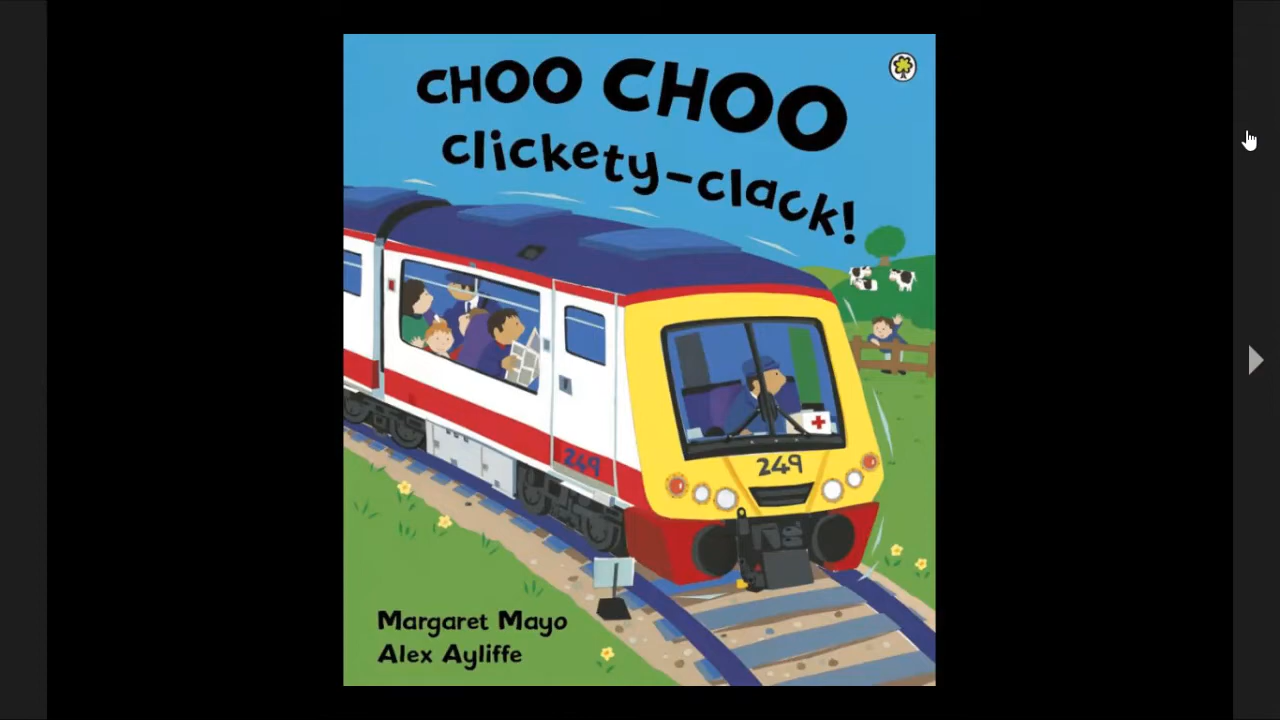 CHOO CHOO
clickety-clack!
249
249
Margaret Mayo
Alex Ayliffe